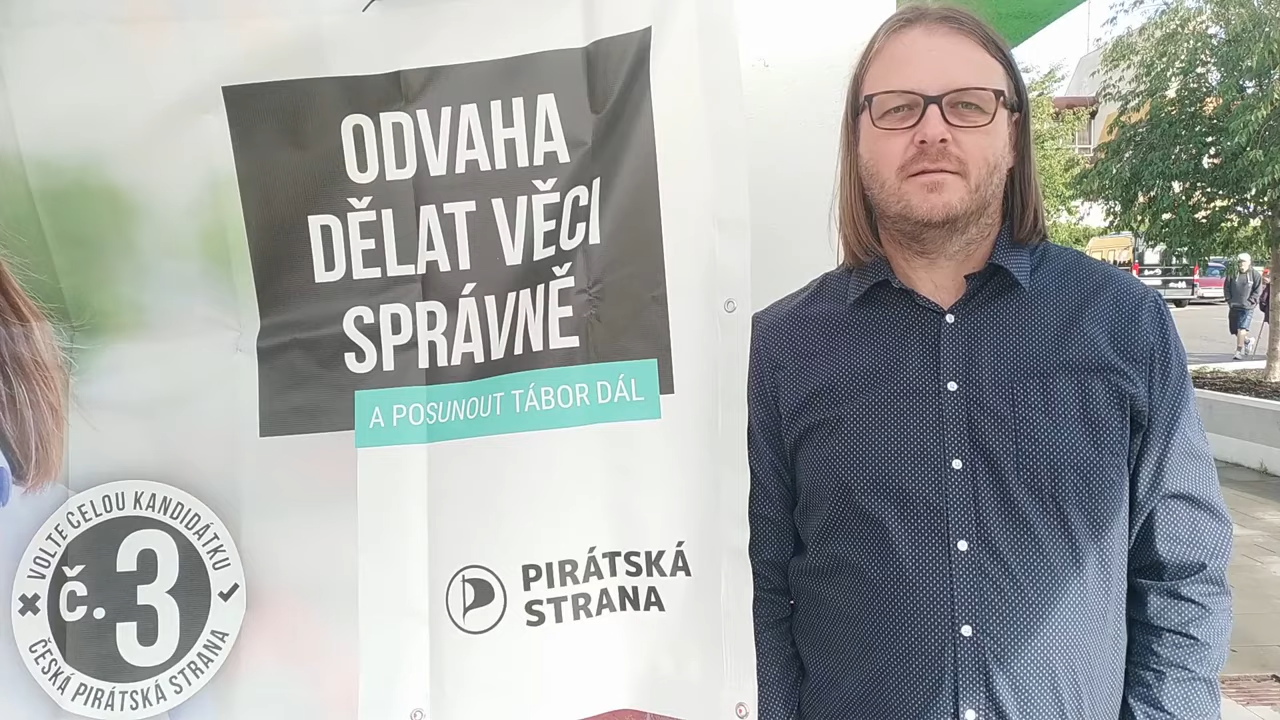 ODVAHA
DĚLAT VĚCI
SPRÁVNĚ
A POSUNOUT TÁBOR DÁL
PIRÁTSKÁ
STRANA
VOLTE CELOU KANDIDÁTKU
č. 3
ČESKÁ PIRÁTSKÁ STRANA